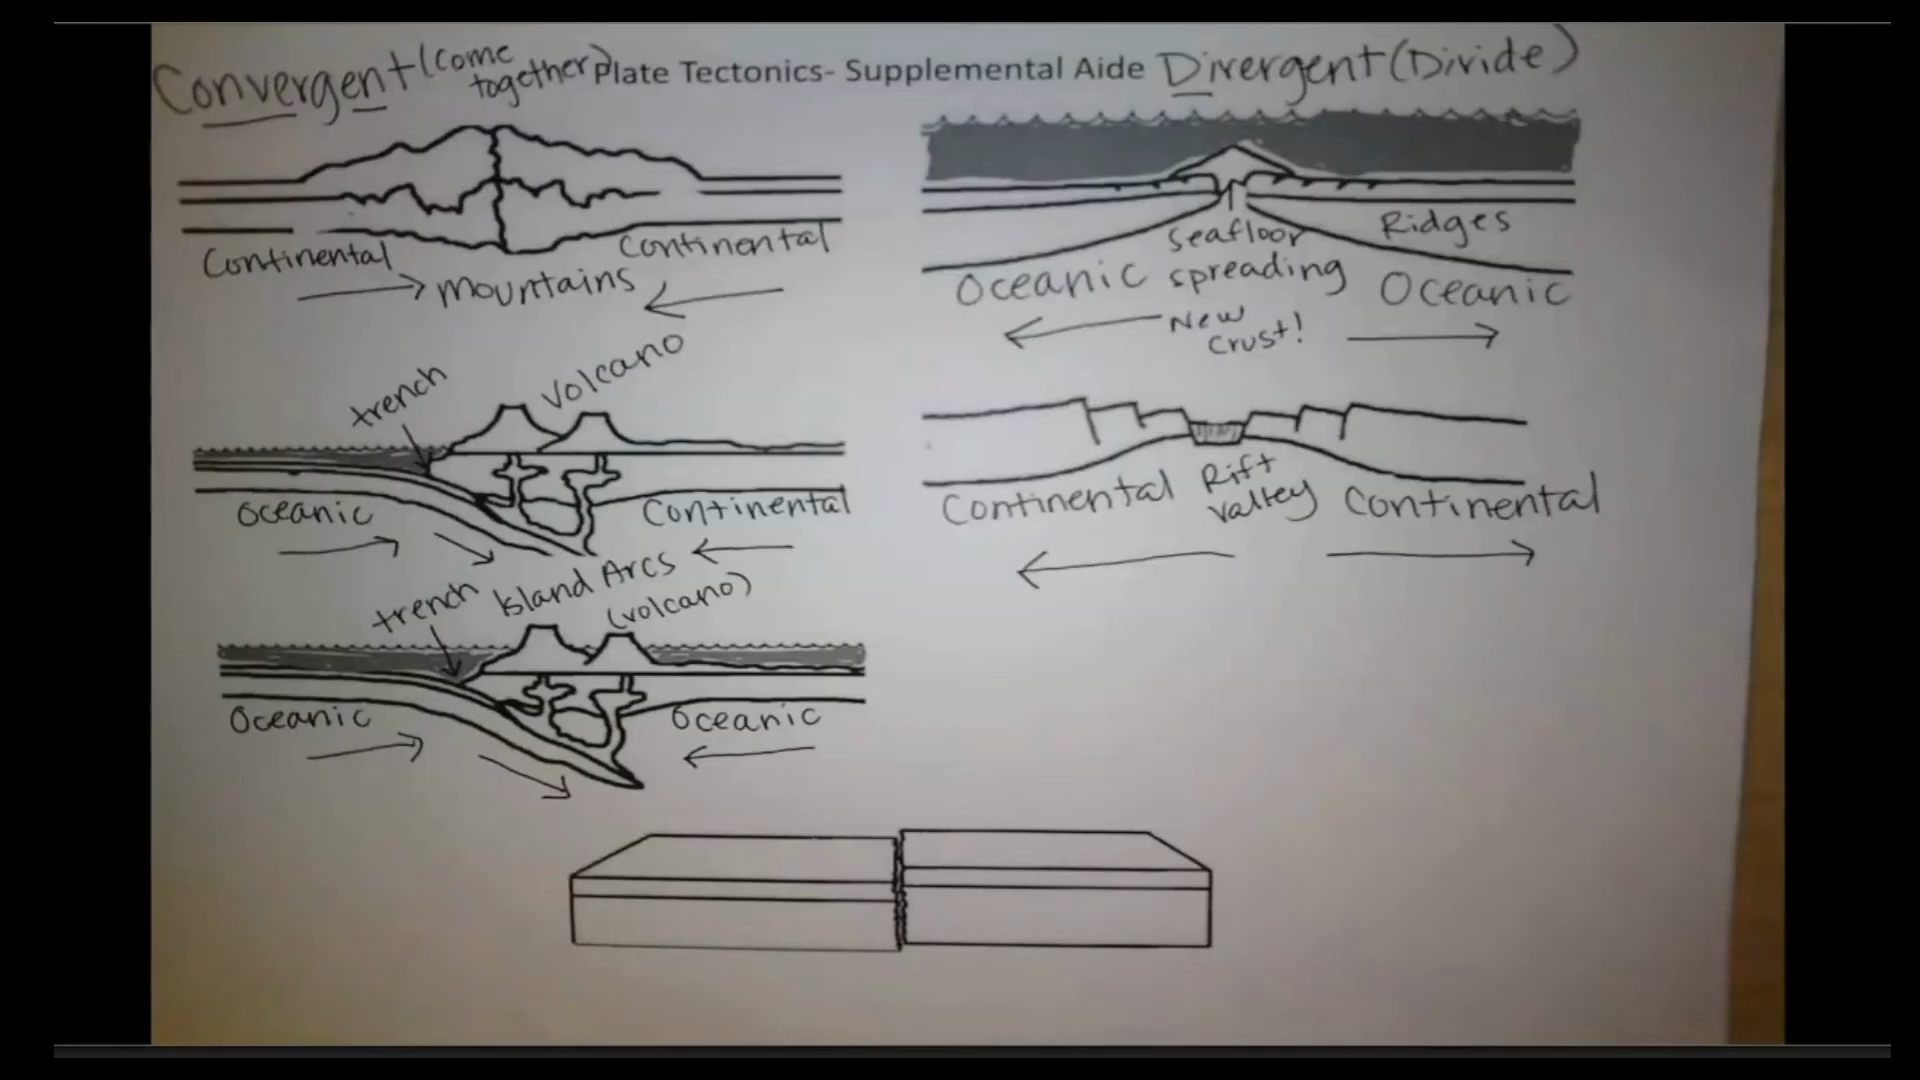 Convergent (come together)
Plate Tectonics- Supplemental Aide
Divergent (Divide)
Continental
Continental
Mountains
Seafloor spreading
Ridges
Oceanic
Oceanic
New Crust!
trench
Volcano
Oceanic
Continental
Continental
Rift Valley
Continental
trench
Island Arcs
(volcano)
Oceanic
Oceanic